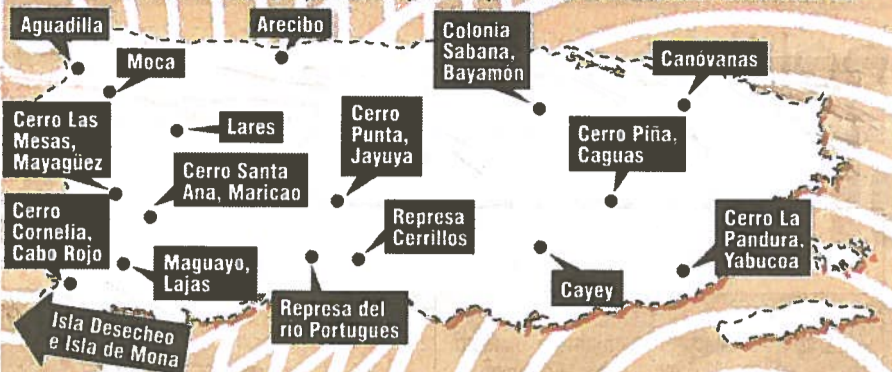 Aguadilla
Arecibo
Colonia
Sabana,
Bayamón
Canóvanas
Moca
Cerro Las
Mesas,
Mayagüez
Lares
Cerro
Punta,
Jayuya
Cerro Piña,
Caguas
Cerro Santa
Ana, Maricao
Cerro
Cornelia,
Cabo Rojo
Represa
Cerrillos
Cerro La
Pandura,
Yabucoa
Maguayo,
Lajas
Cayey
Represa del
río Portugues
Isla Desecheo
e Isla de Mona